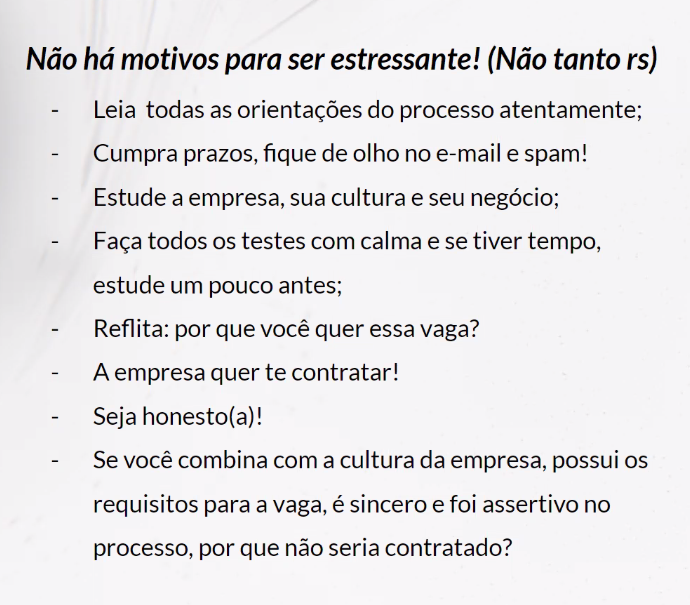 Não há motivos para ser estressante! (Não tanto rs)
- Leia todas as orientações do processo atentamente;
- Cumpra prazos, fique de olho no e-mail e spam!
- Estude a empresa, sua cultura e seu negócio;
- Faça todos os testes com calma e se tiver tempo,
estude um pouco antes;
- Reflita: por que você quer essa vaga?
- A empresa quer te contratar!
- Seja honesto(a)!
- Se você combina com a cultura da empresa, possui os
requisitos para a vaga, é sincero e foi assertivo no
processo, por que não seria contratado?